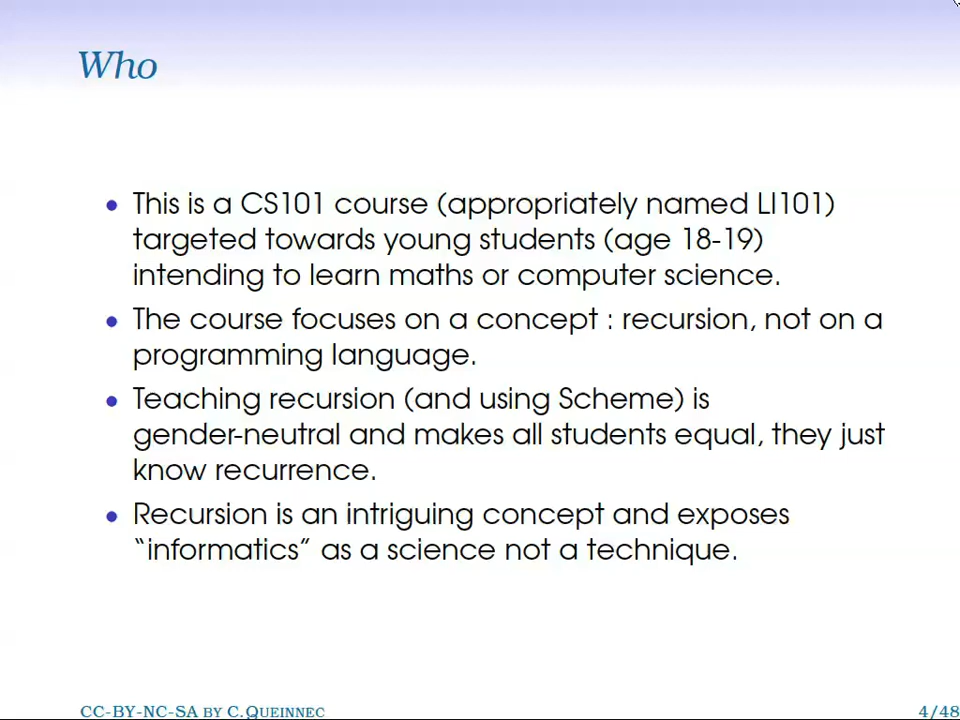 Who
• This is a CS101 course (appropriately named LI101)
targeted towards young students (age 18-19)
intending to learn maths or computer science.
• The course focuses on a concept : recursion, not on a
programming language.
• Teaching recursion (and using Scheme) is
gender-neutral and makes all students equal, they just
know recurrence.
• Recursion is an intriguing concept and exposes
“informatics” as a science not a technique.
CC-BY-NC-SA BY C.QUEINNEC 4/48